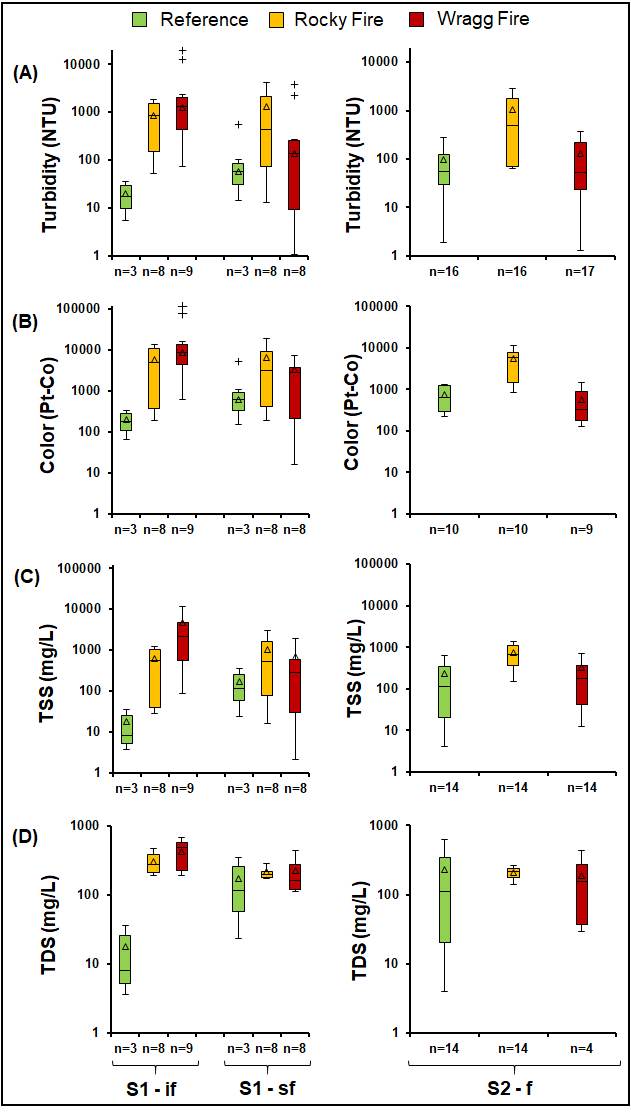 Reference Rocky Fire Wragg Fire
(A)
Turbidity (NTU)
10000
1000
100
10
1
n=3 n=8 n=9 n=3 n=8 n=8
Turbidity (NTU)
10000
1000
100
10
1
n=16 n=16 n=17
(B)
Color (Pt-Co)
100000
10000
1000
100
10
1
n=3 n=8 n=9 n=3 n=8 n=8
Color (Pt-Co)
100000
10000
1000
100
10
1
n=10 n=10 n=9
(C)
TSS (mg/L)
100000
10000
1000
100
10
1
n=3 n=8 n=9 n=3 n=8 n=8
TSS (mg/L)
100000
10000
1000
100
10
1
n=14 n=14 n=14
(D)
TDS (mg/L)
1000
100
10
1
n=3 n=8 n=9 n=3 n=8 n=8
TDS (mg/L)
1000
100
10
1
n=14 n=14 n=4
S1 - if S1 - sf S2 - f